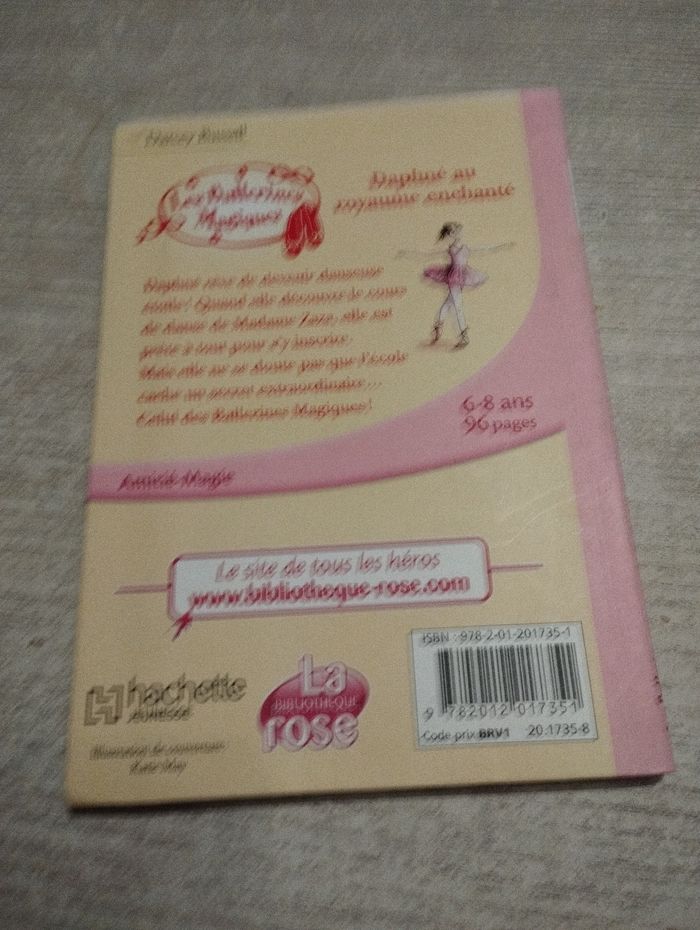 Darcey Bussell
Les Ballerines
Magiques
Daphné au
royaume enchanté
Daphné rêve de devenir danseuse
étoile ! Quand elle découvre le cours
de danse de Madame Zaza, elle est
prête à tout pour s'y inscrire.
Mais elle ne se doute pas que l'école
cache un secret extraordinaire...
Celui des Ballerines Magiques !
6-8 ans
96 pages
Amitié-Magie
Le site de tous les héros
www.bibliotheque-rose.com
hachette
JEUNESSE
Illustration de couverture :
La
BIBLIOTHÈQUE
rose
ISBN : 978-2-01-201735-1
9 782012 017351
Code prix BRV1 20.1735-8